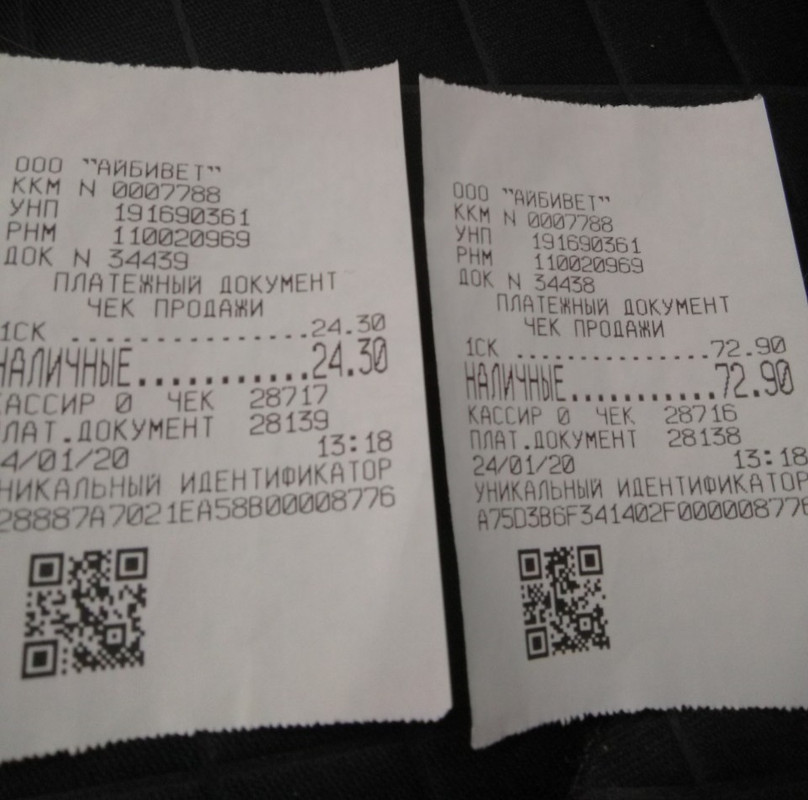 ООО "АЙБИВЕТ"
ККМ N 0007788
УНП 191690361
РНМ 110020969
ДОК N 34439
ПЛАТЕЖНЫЙ ДОКУМЕНТ
ЧЕК ПРОДАЖИ
1СК ..................24.30
НАЛИЧНЫЕ...........24.30
КАССИР 0 ЧЕК 28717
ПЛАТ.ДОКУМЕНТ 28139
4/01/20 13:18
УНИКАЛЬНЫЙ ИДЕНТИФИКАТОР
28887A7021EA58B00008776
ООО "АЙБИВЕТ"
ККМ N 0007788
УНП 191690361
РНМ 110020969
ДОК N 34438
ПЛАТЕЖНЫЙ ДОКУМЕНТ
ЧЕК ПРОДАЖИ
1СК ..................72.90
НАЛИЧНЫЕ...........72.90
КАССИР 0 ЧЕК 28716
ПЛАТ.ДОКУМЕНТ 28138
24/01/20 13:18
УНИКАЛЬНЫЙ ИДЕНТИФИКАТОР
A75D3B6F341402F000008776